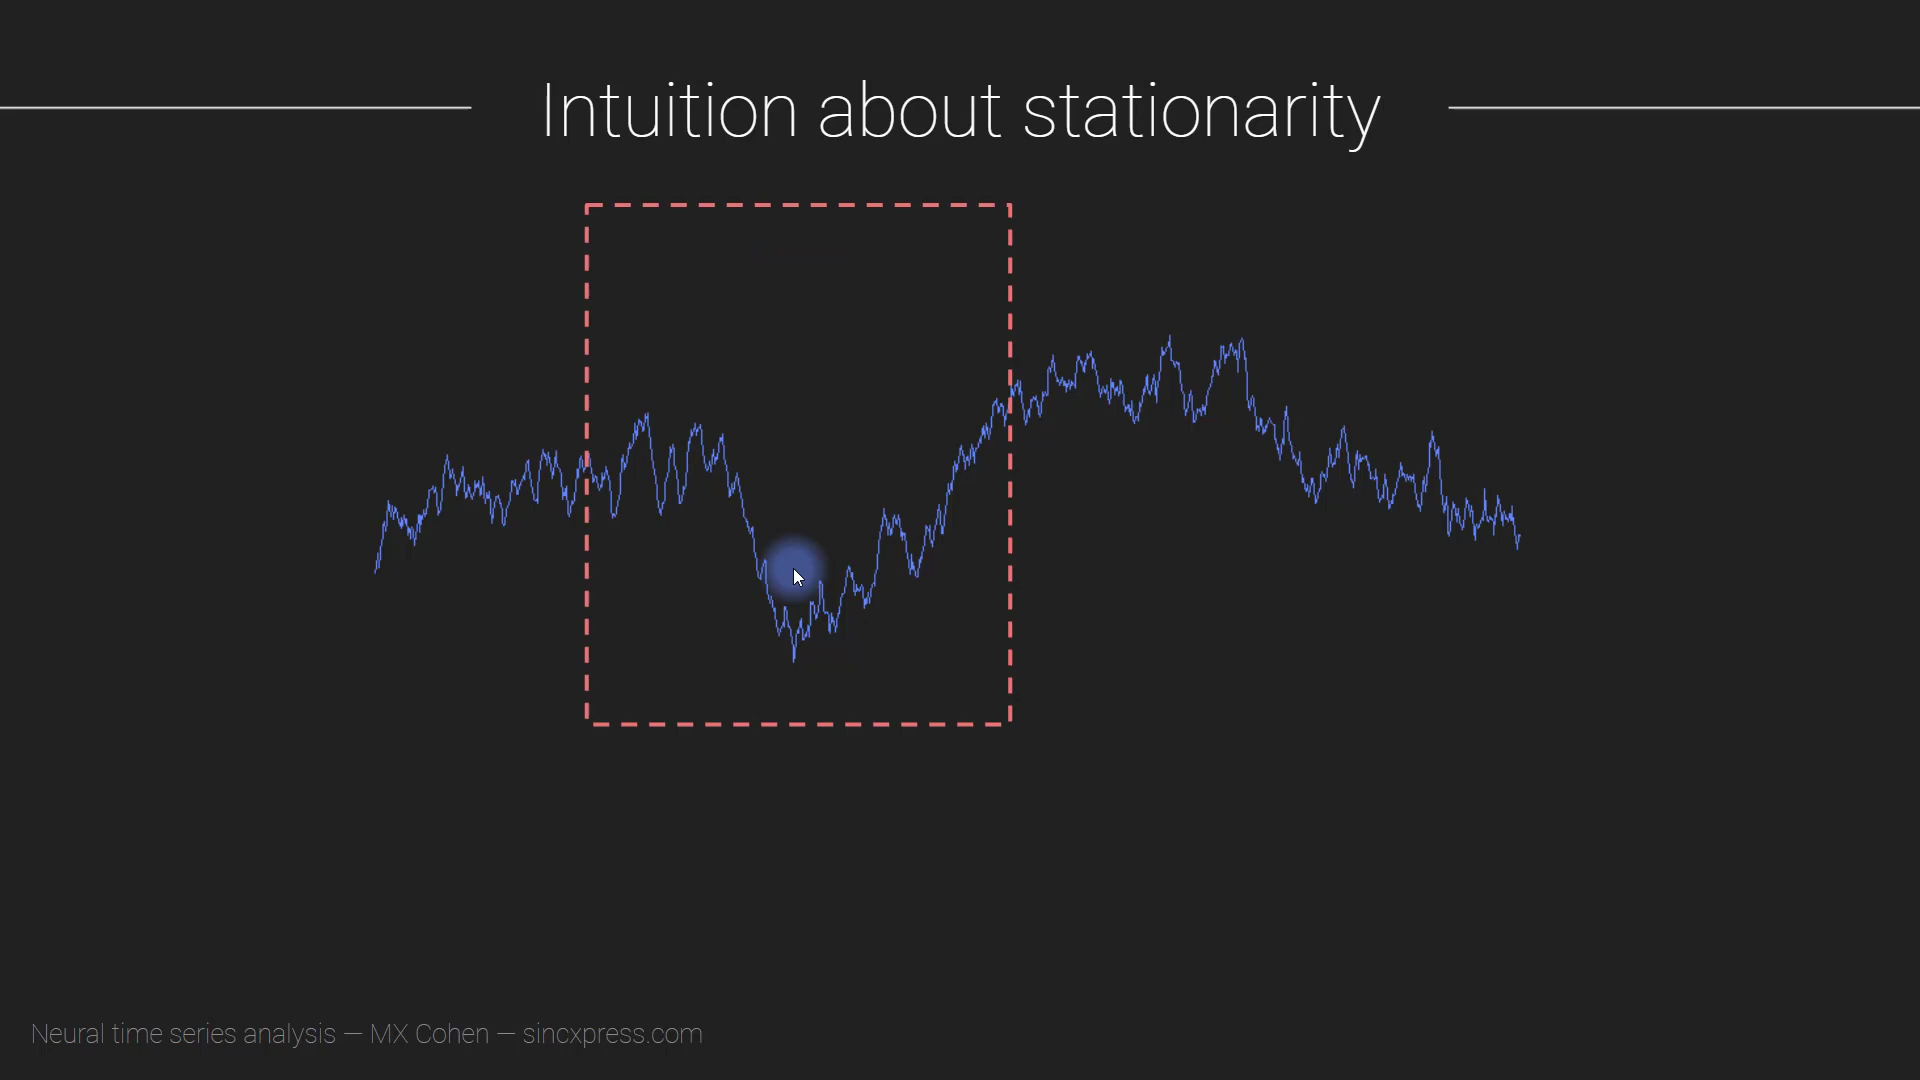 Intuition about stationarity
Neural time series analysis — MX Cohen — sincxpress.com